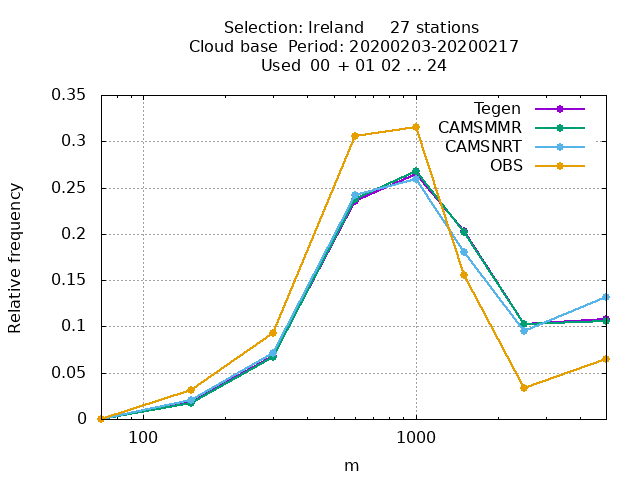 Selection: Ireland 27 stations
Cloud base Period: 20200203-20200217
Used 00 + 01 02 ... 24
0.35
0.3
0.25
0.2
0.15
0.1
0.05
0
Relative frequency
Tegen
CAMSMMR
CAMSNRT
OBS
100
1000
m